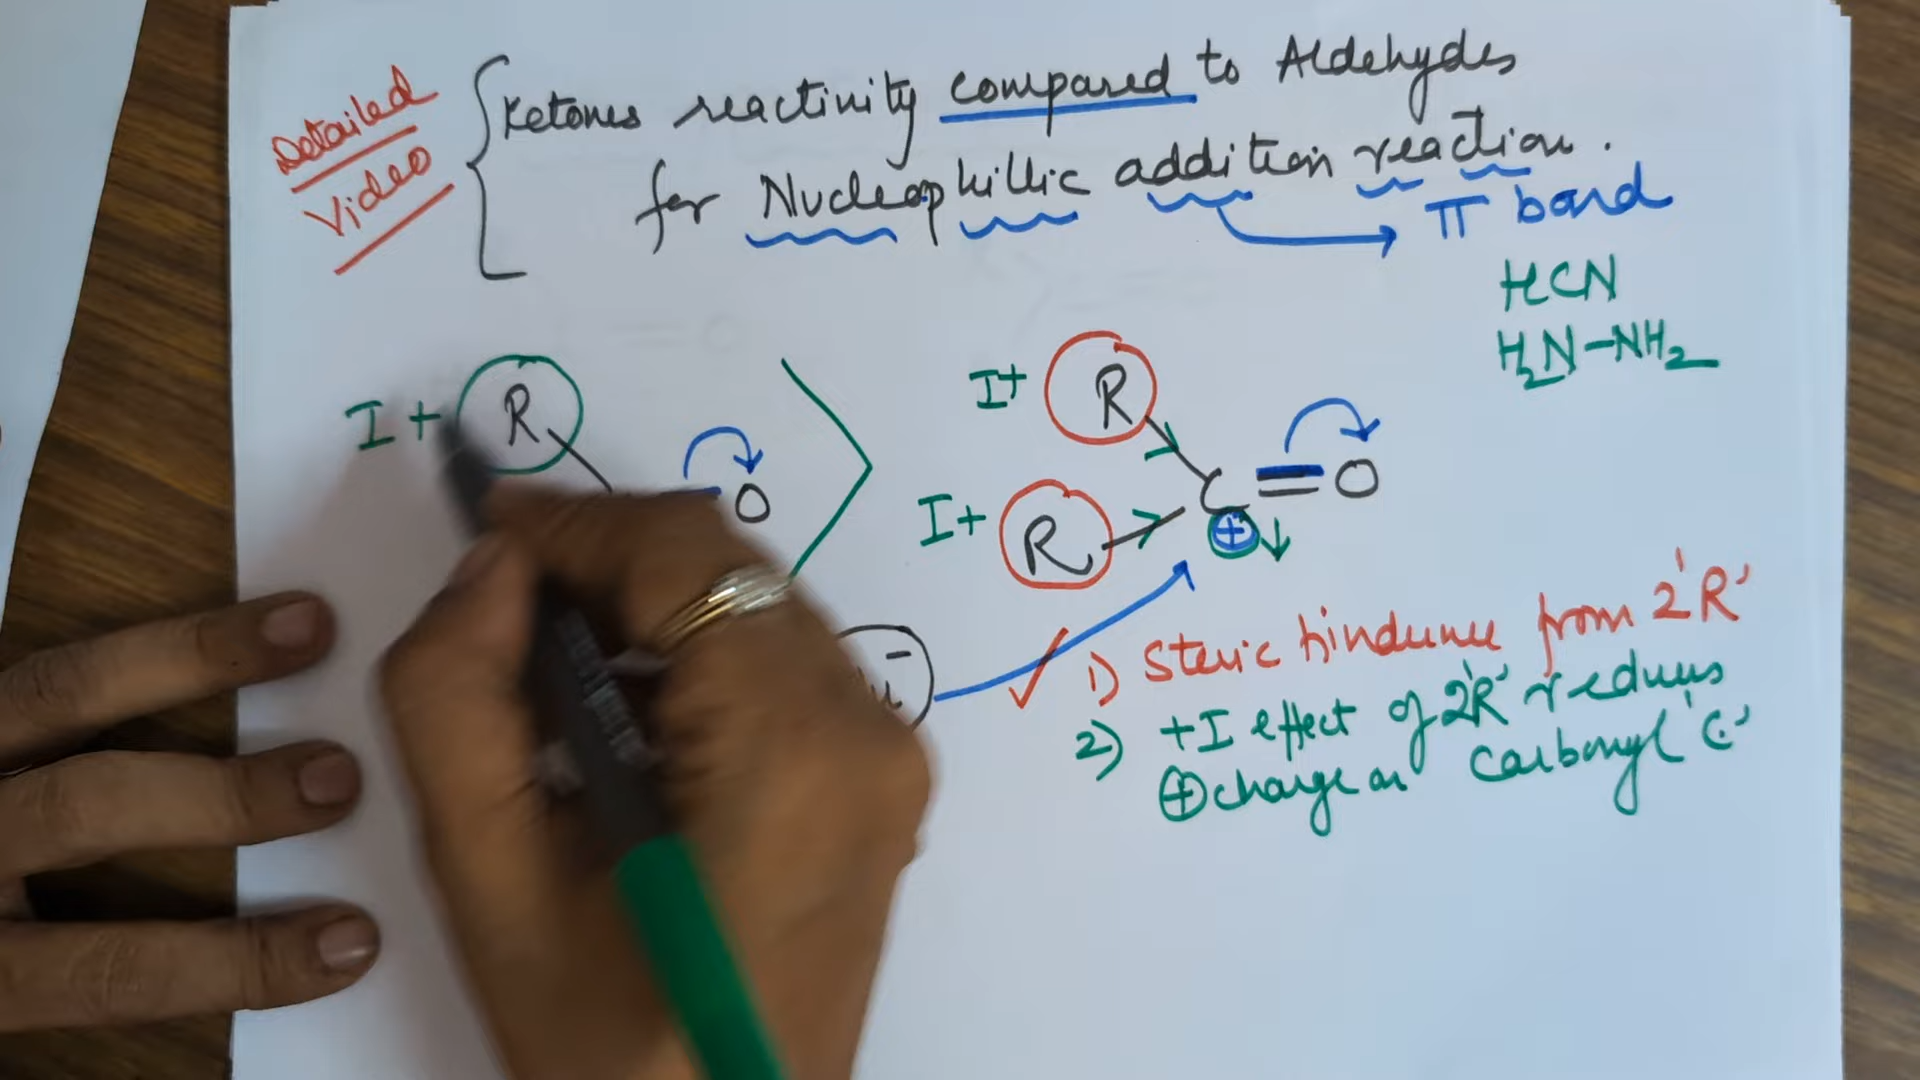 Detailed
Video
Ketones reactivity compared to Aldehydes
for Nucleophillic addition reaction.
π bond
HCN
H2N-NH2
I+ R
O
I+ R
I+ R
C = O
⊕↓
1) Steric hindrence from 2'R'
2) +I effect of 2'R' reduces
⊕ charge on carbonyl 'C'